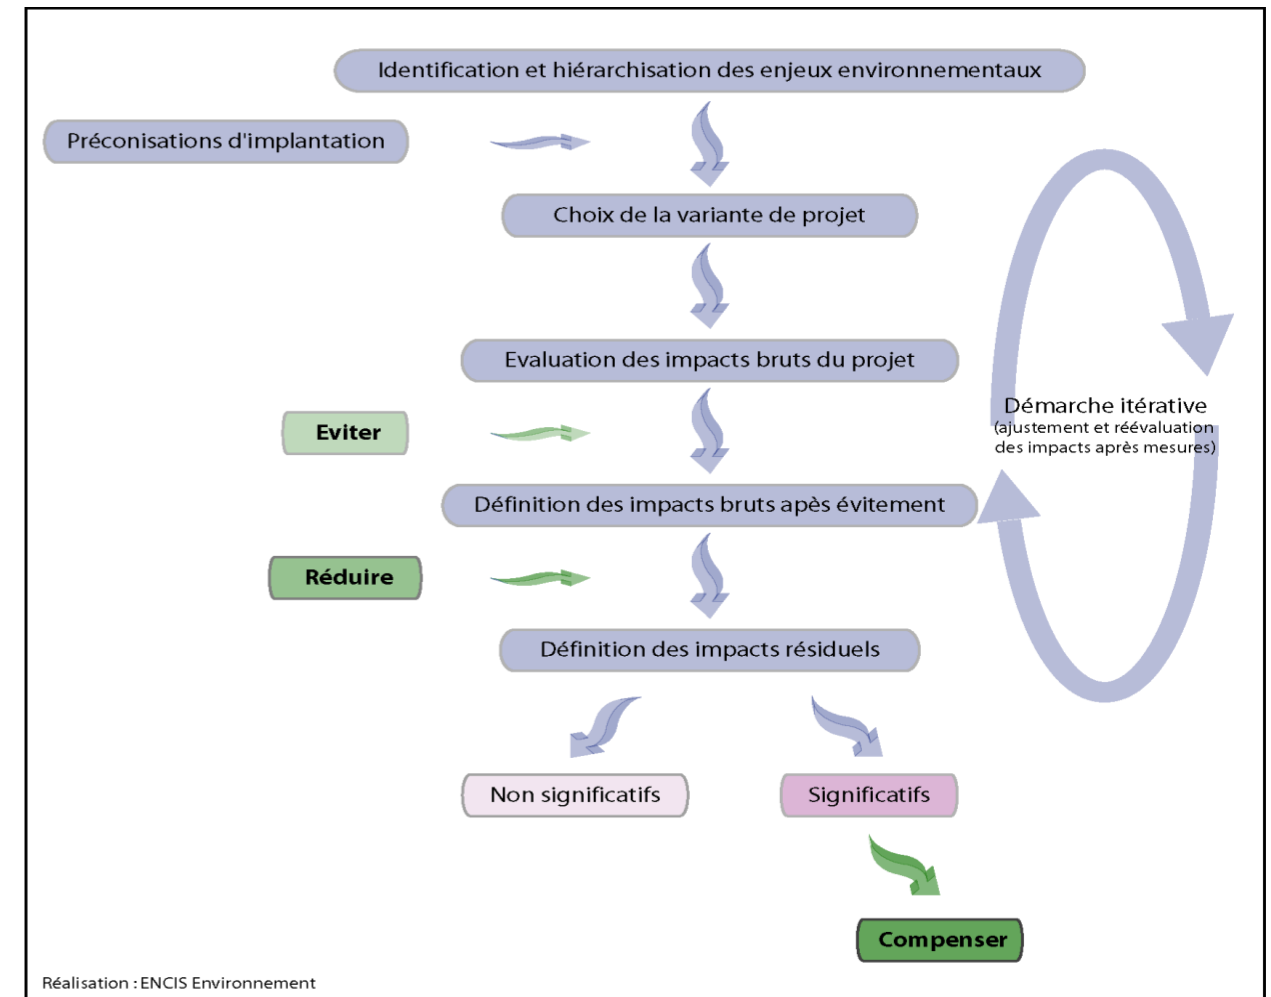 Identification et hiérarchisation des enjeux environnementaux
Préconisations d'implantation
Choix de la variante de projet
Evaluation des impacts bruts du projet
Démarche itérative
(ajustement et réévaluation
des impacts après mesures)
Eviter
Définition des impacts bruts apès évitement
Réduire
Définition des impacts résiduels
Non significatifs
Significatifs
Compenser
Réalisation : ENCIS Environnement